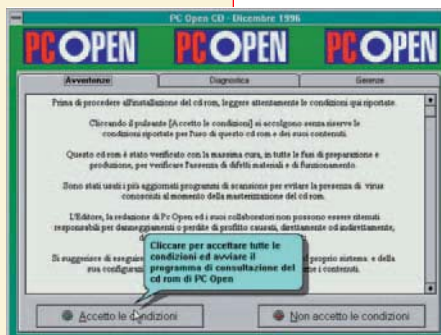 PC Open CD - Dicembre 1996
PC OPEN PC OPEN PC OPEN
Avvertenze Diagnostica Gerenza
Prima di procedere all'installazione del cd rom, leggere attentamente le condizioni qui riportate.
Cliccando il pulsante [Accetto le condizioni] si accolgono senza riserve le
condizioni riportate per l'uso di questo cd rom e dei suoi contenuti.
Questo cd rom è stato verificato con la massima cura, in tutte le fasi di preparazione e
produzione, per verificare l'assenza di difetti materiali e di funzionamento.
Sono stati usati i più aggiornati programmi di scansione per evitare la presenza di virus
conosciuti al momento della masterizzazione del cd rom.
L'Editore, la redazione di Pc Open ed i suoi collaboratori non possono essere ritenuti
responsabili per danneggiamenti o perdite di profitto causati, direttamente od indirettamente,
Si suggerisce di eseguire proprio sistema e della
sua configurazi i contenuti.
Cliccare per accettare tutte le
condizioni ed avviare il
programma di consultazione del
cd rom di PC Open
Accetto le condizioni Non accetto le condizioni